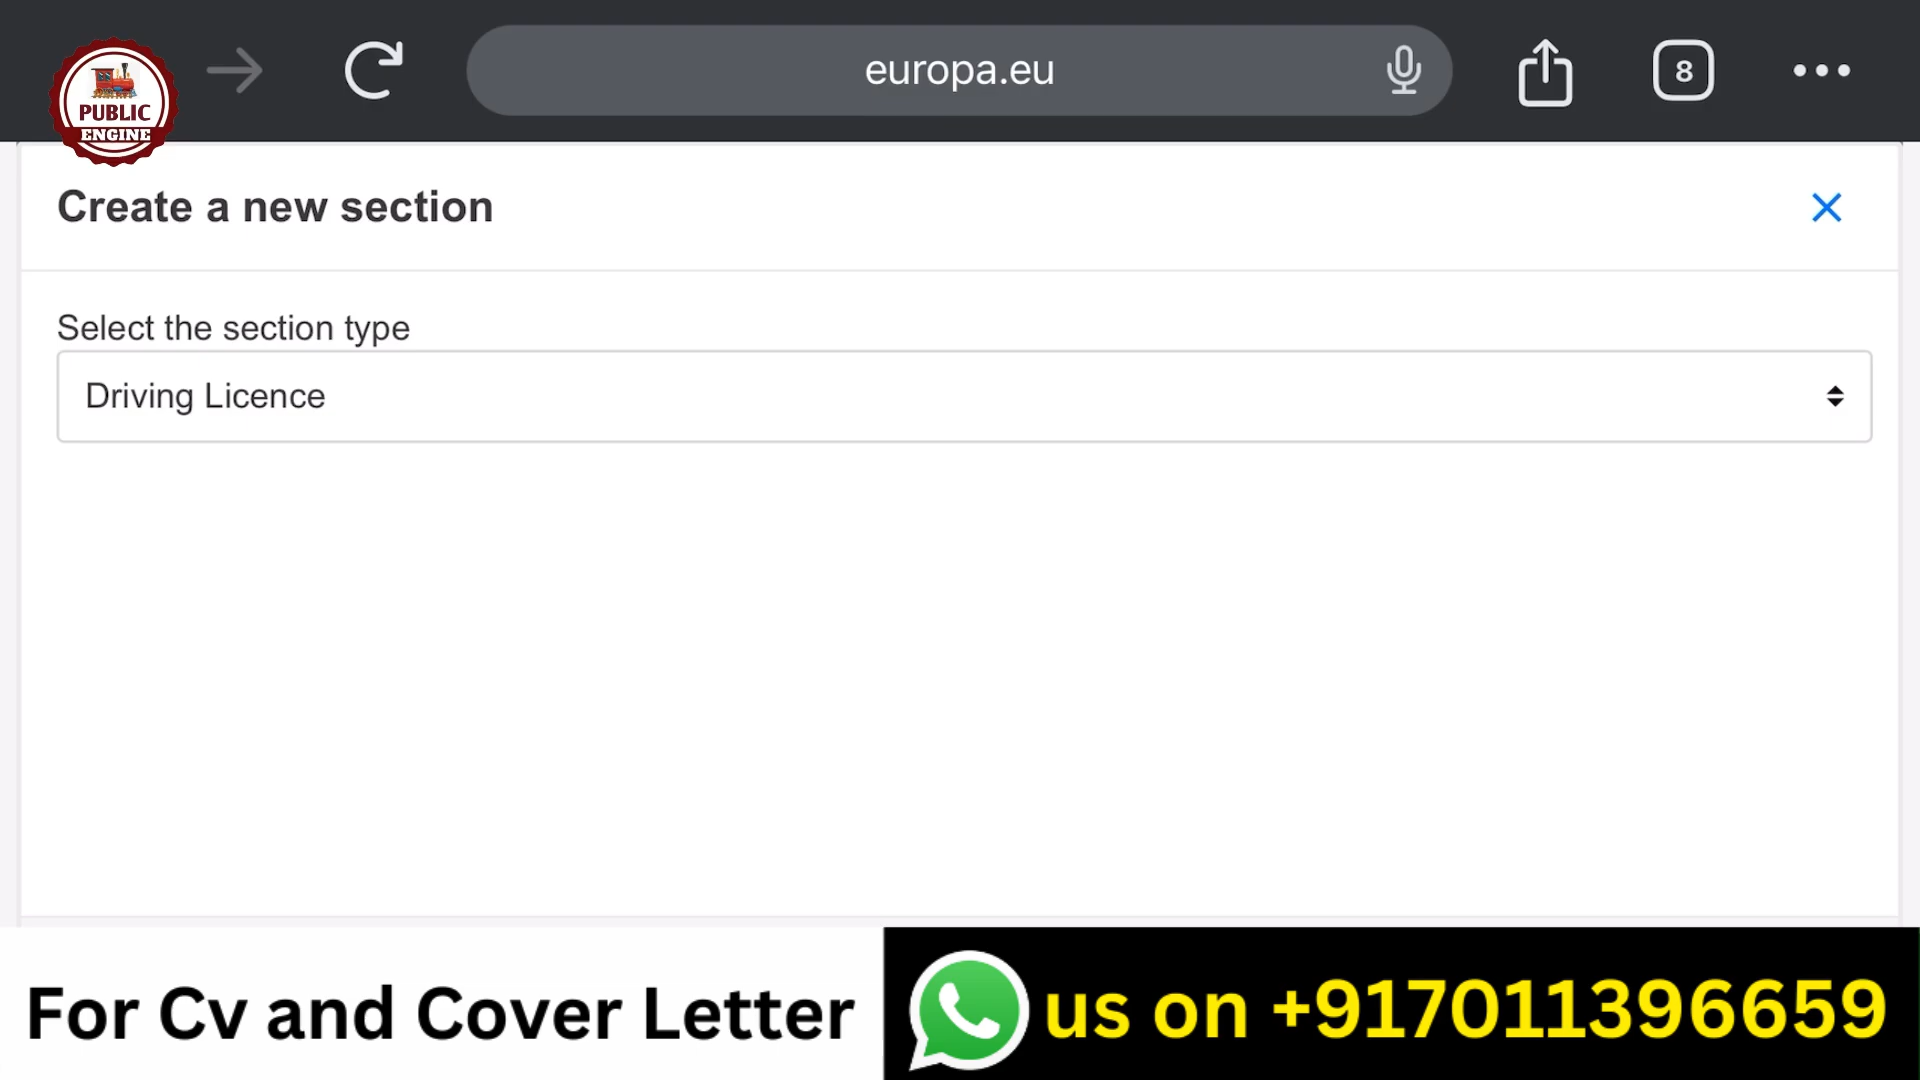 PUBLIC
ENGINE
europa.eu
8
Create a new section
Select the section type
Driving Licence
For Cv and Cover Letter
us on +917011396659